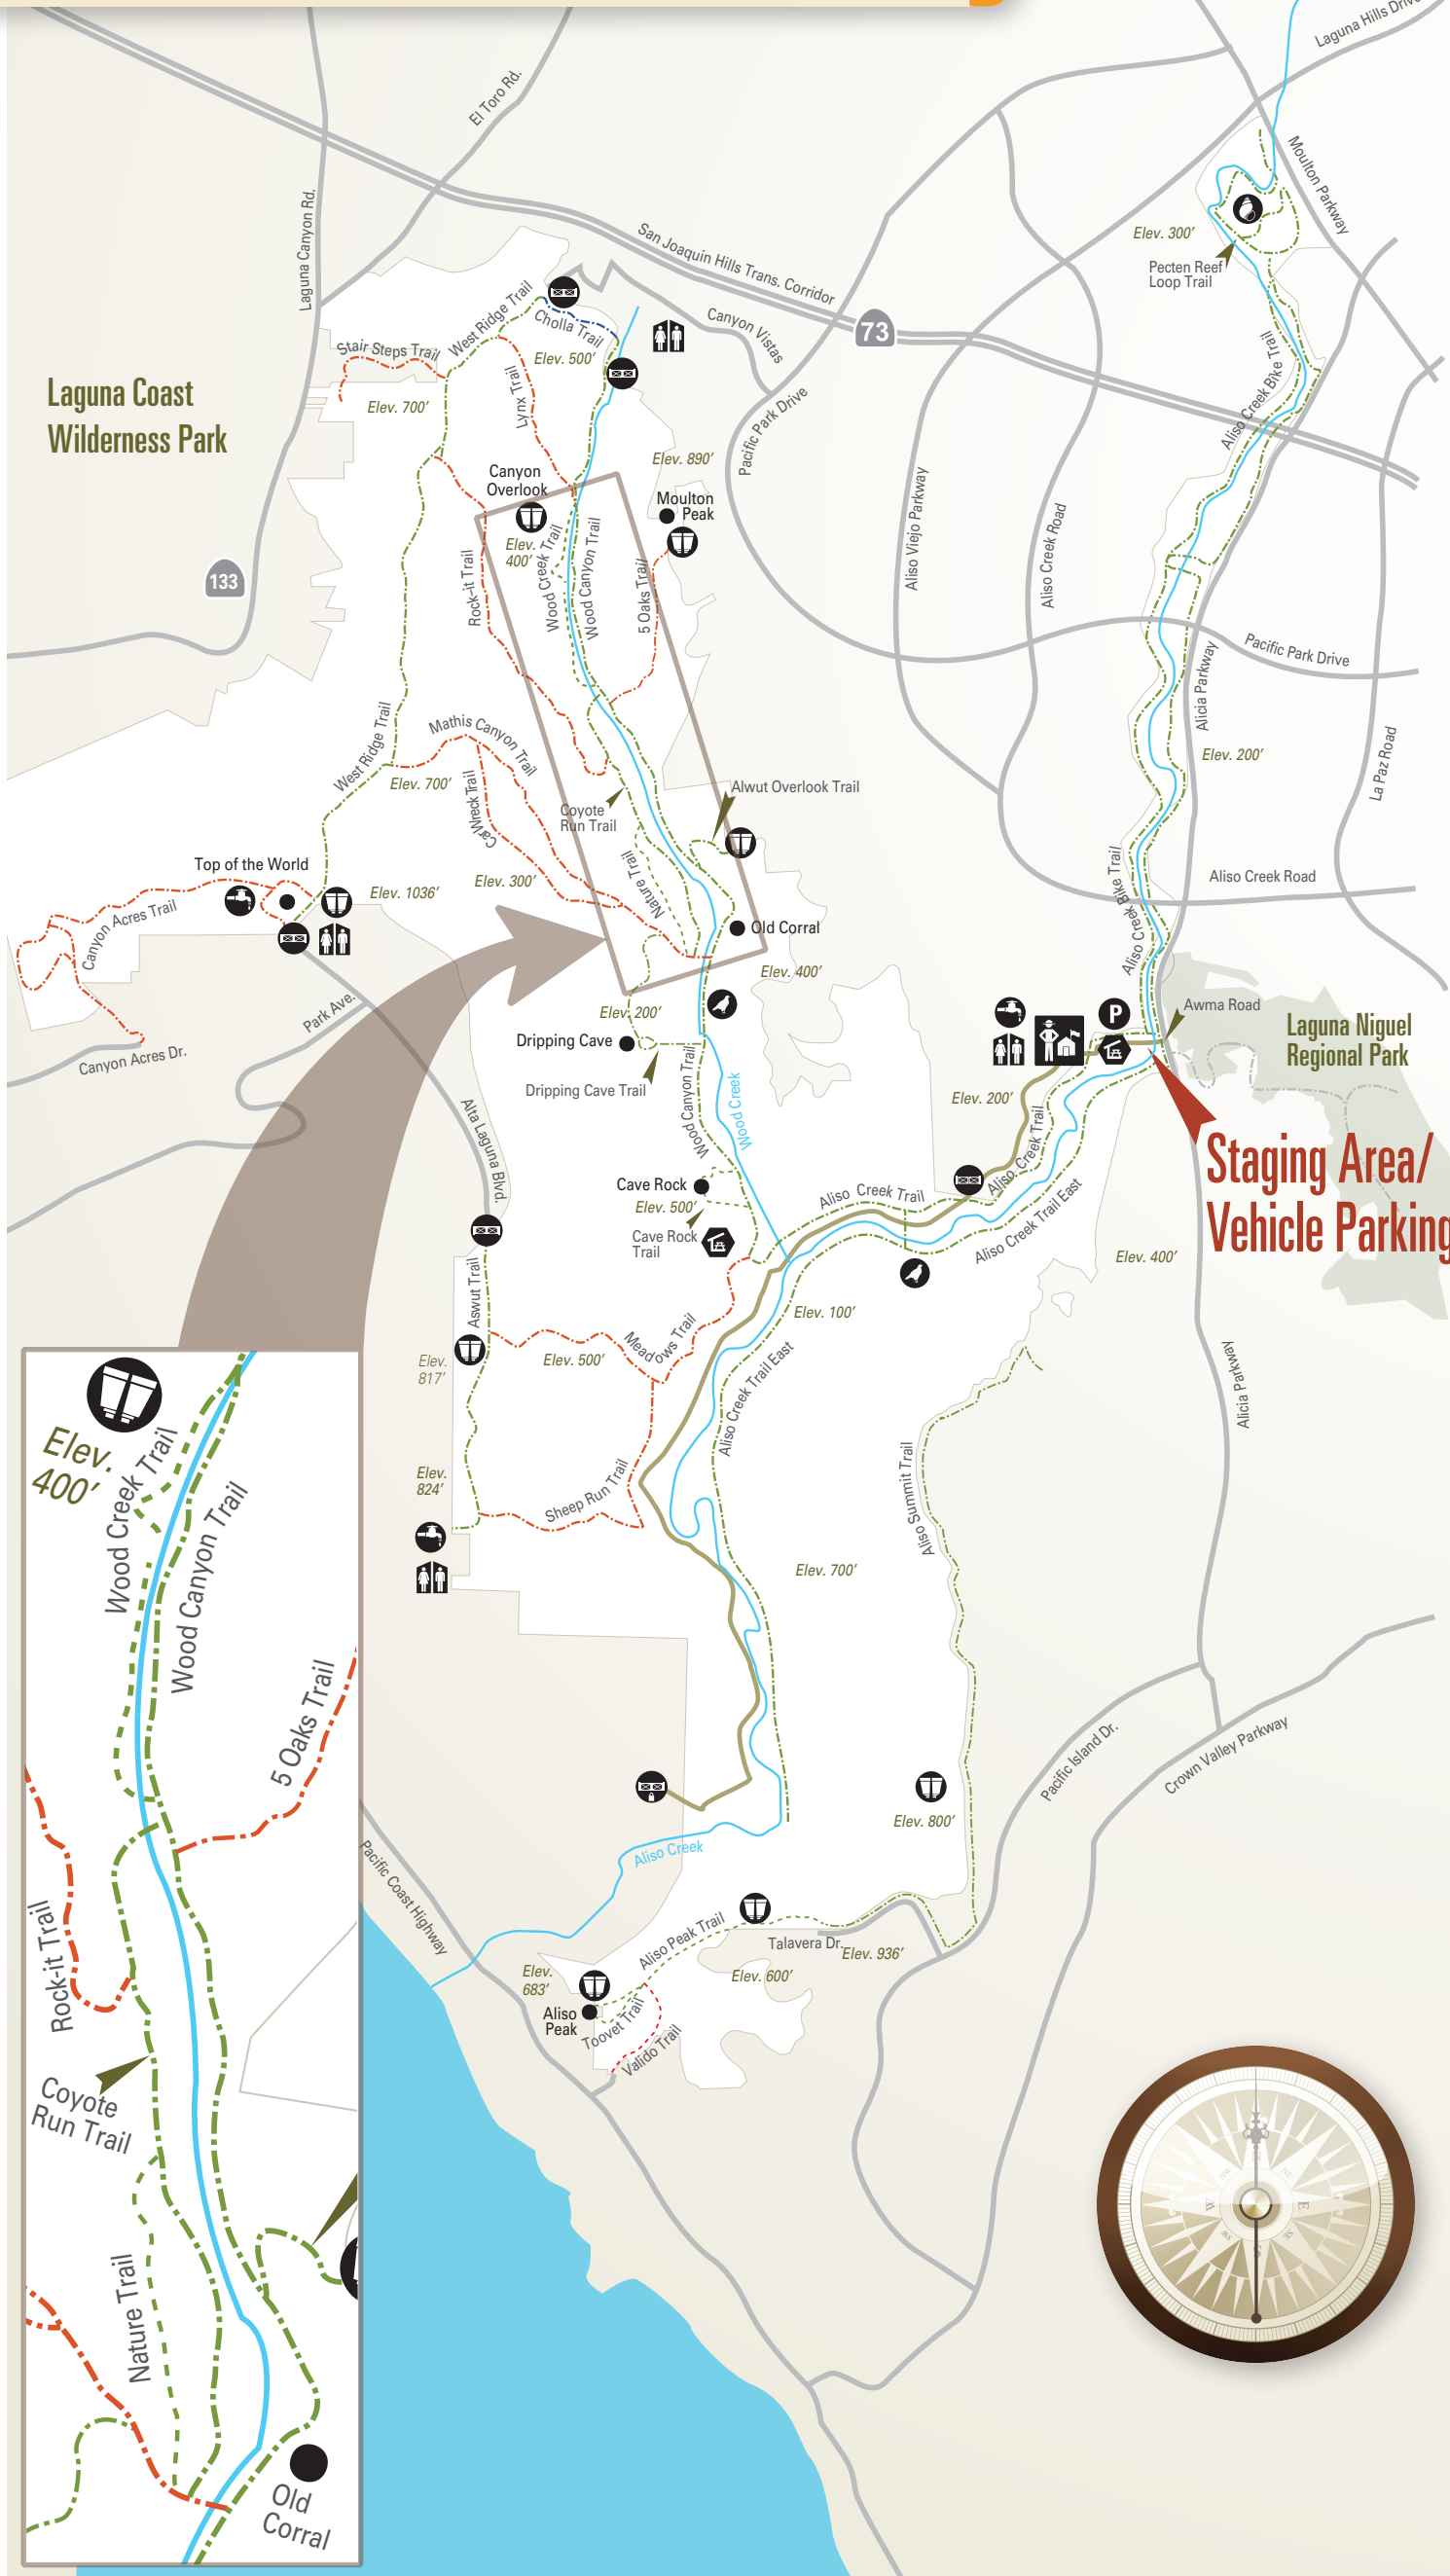 Laguna Hills Drive
El Toro Rd.
Moulton Parkway
Laguna Canyon Rd.
San Joaquin Hills Trans. Corridor
Elev. 300’
Pecten Reef
Loop Trail
73
Canyon Vistas
West Ridge Trail
Cholla Trail
Elev. 500’
Stair Steps Trail
Lynx Trail
Laguna Coast
Wilderness Park
Elev. 700’
Pacific Park Drive
Aliso Creek Bike Trail
Elev. 890’
Canyon
Overlook
Moulton
Peak
Elev.
400’
Rock-it Trail
Wood Creek Trail
Wood Canyon Trail
5 Oaks Trail
Aliso Viejo Parkway
Aliso Creek Road
133
Pacific Park Drive
Alicia Parkway
Elev. 200’
La Paz Road
West Ridge Trail
Mathis Canyon Trail
Elev. 700’
Car Wreck Trail
Coyote
Run Trail
Alwut Overlook Trail
Top of the World
Elev. 1036’
Elev. 300’
Nature Trail
Aliso Creek Bike Trail
Aliso Creek Road
Canyon Acres Trail
Old Corral
Elev. 400’
Park Ave.
Elev. 200’
Dripping Cave
Dripping Cave Trail
Canyon Acres Dr.
P
Awma Road
Laguna Niguel
Regional Park
Elev. 200’
Wood Canyon Trail
Wood Creek
Alta Laguna Blvd.
Staging Area/
Vehicle Parking
Cave Rock
Elev. 500’
Cave Rock
Trail
Aliso Creek Trail
Aliso Creek Trail
Aliso Creek Trail East
Elev. 400’
Aswut Trail
Elev. 100’
Meadows Trail
Elev. 500’
Elev.
817’
Aliso Creek Trail East
Alicia Parkway
Elev.
824’
Sheep Run Trail
Aliso Summit Trail
Elev. 700’
Elev.
400’
Wood Creek Trail
Wood Canyon Trail
5 Oaks Trail
Rock-it Trail
Coyote
Run Trail
Nature Trail
Old
Corral
Pacific Island Dr.
Crown Valley Parkway
Elev. 800’
Aliso Creek
Pacific Coast Highway
Aliso Peak Trail
Talavera Dr.
Elev. 936’
Elev.
683’
Elev. 600’
Aliso
Peak
Toovet Trail
Valido Trail
NW
NE
W
E
SW
SE
S